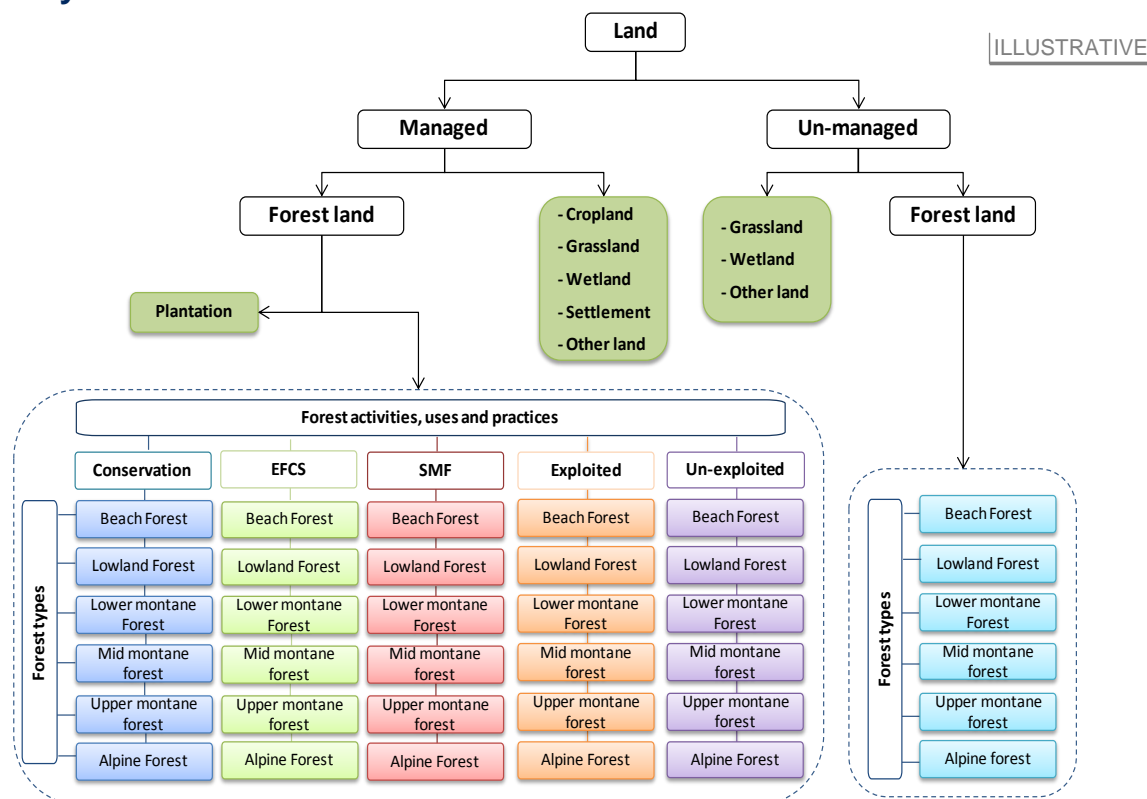 Land
ILLUSTRATIVE
Managed
Un-managed
Forest land
- Cropland
- Grassland
- Wetland
- Settlement
- Other land
- Grassland
- Wetland
- Other land
Forest land
Plantation
Forest activities, uses and practices
Conservation
EFCS
SMF
Exploited
Un-exploited
Forest types
Beach Forest
Beach Forest
Beach Forest
Beach Forest
Beach Forest
Lowland Forest
Lowland Forest
Lowland Forest
Lowland Forest
Lowland Forest
Lower montane
Forest
Lower montane
Forest
Lower montane
Forest
Lower montane
Forest
Lower montane
Forest
Mid montane
forest
Mid montane
forest
Mid montane
forest
Mid montane
forest
Mid montane
forest
Upper montane
forest
Upper montane
forest
Upper montane
forest
Upper montane
forest
Upper montane
forest
Alpine Forest
Alpine Forest
Alpine Forest
Alpine Forest
Alpine Forest
Forest types
Beach Forest
Lowland Forest
Lower montane
Forest
Mid montane
forest
Upper montane
forest
Alpine forest